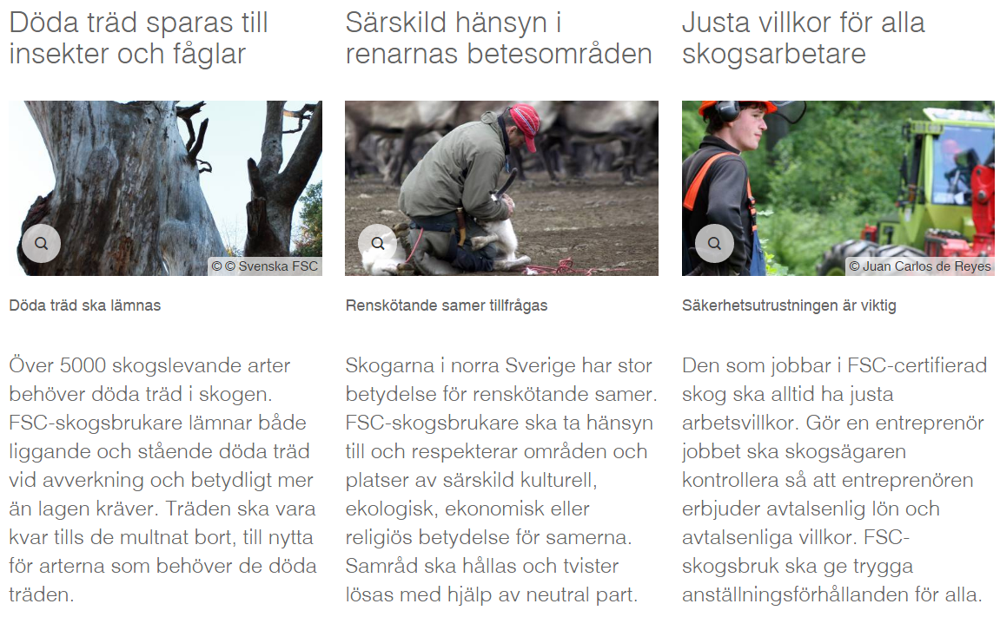 Döda träd sparas till
insekter och fåglar
© © Svenska FSC
Döda träd ska lämnas
Över 5000 skogslevande arter
behöver döda träd i skogen.
FSC-skogsbrukare lämnar både
liggande och stående döda träd
vid avverkning och betydligt mer
än lagen kräver. Träden ska vara
kvar tills de multnat bort, till nytta
för arterna som behöver de döda
träden.
Särskild hänsyn i
renarnas betesområden
Renskötande samer tillfrågas
Skogarna i norra Sverige har stor
betydelse för renskötande samer.
FSC-skogsbrukare ska ta hänsyn
till och respekterar områden och
platser av särskild kulturell,
ekologisk, ekonomisk eller
religiös betydelse för samerna.
Samråd ska hållas och tvister
lösas med hjälp av neutral part.
Justa villkor för alla
skogsarbetare
© Juan Carlos de Reyes
Säkerhetsutrustningen är viktig
Den som jobbar i FSC-certifierad
skog ska alltid ha justa
arbetsvillkor. Gör en entreprenör
jobbet ska skogsägaren
kontrollera så att entreprenören
erbjuder avtalsenlig lön och
avtalsenliga villkor. FSC-
skogsbruk ska ge trygga
anställningsförhållanden för alla.